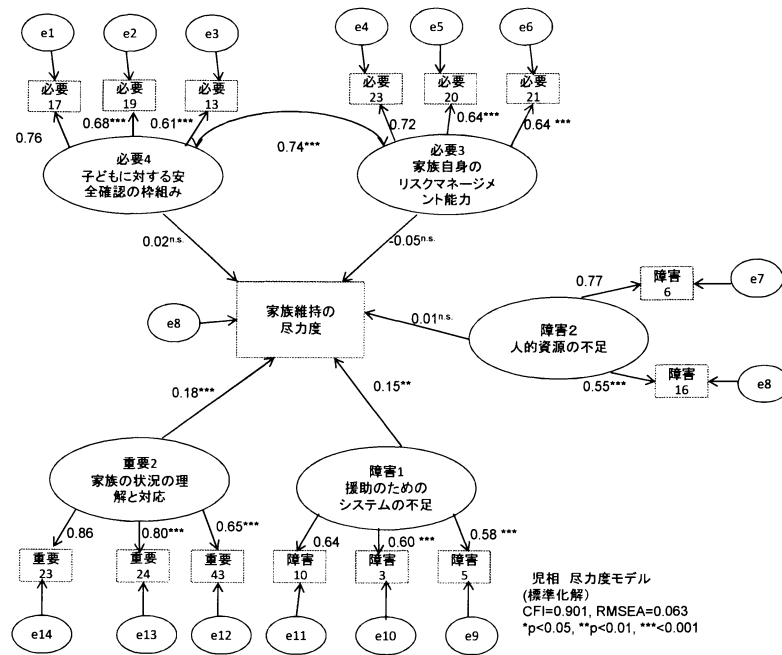 e1
e2
e3
e4
e5
e6
必要
17
必要
19
必要
13
必要
23
必要
20
必要
21
0.76
0.68***
0.61***
0.72
0.64***
0.64 ***
0.74***
必要4
子どもに対する安
全確認の枠組み
必要3
家族自身の
リスクマネージメ
ント能力
0.02n.s.
-0.05n.s.
家族維持の
尽力度
e8
0.01n.s.
障害2
人的資源の不足
0.77
障害
6
e7
0.55***
障害
16
e8
0.18***
0.15**
重要2
家族の状況の理
解と対応
障害1
援助のための
システムの不足
0.86
0.80***
0.65***
0.64
0.60 ***
0.58 ***
重要
23
重要
24
重要
43
障害
10
障害
3
障害
5
e14
e13
e12
e11
e10
e9
児相 尽力度モデル
(標準化解)
CFI=0.901, RMSEA=0.063
*p<0.05, **p<0.01, ***<0.001